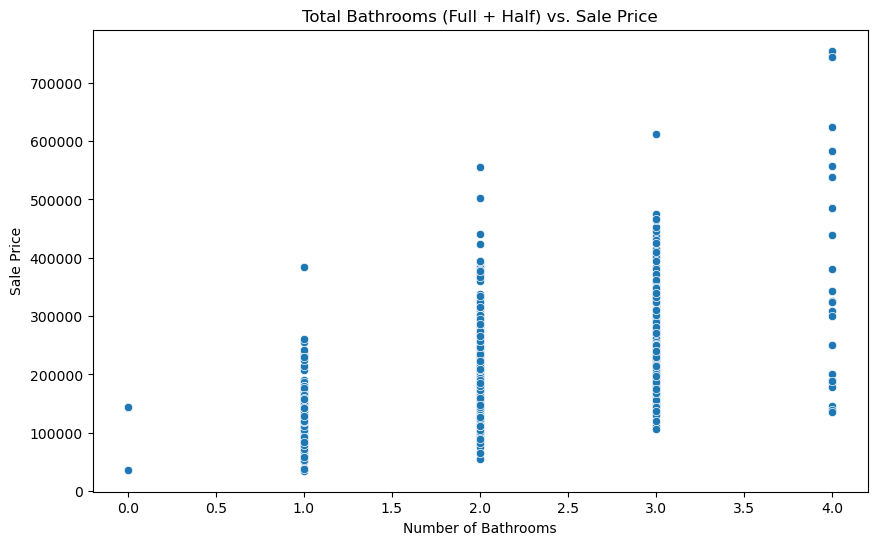 Total Bathrooms (Full + Half) vs. Sale Price
700000
600000
500000
400000
300000
200000
100000
0
Sale Price
0.0 0.5 1.0 1.5 2.0 2.5 3.0 3.5 4.0
Number of Bathrooms